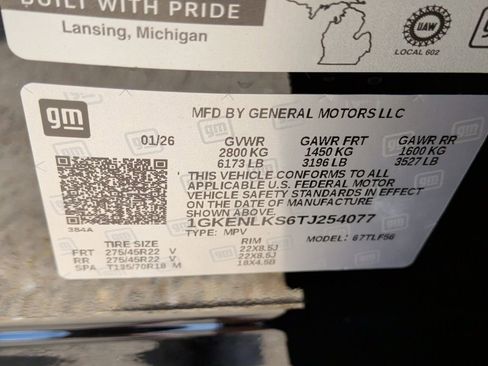 BUILT WITH PRIDE
Lansing, Michigan
UAW
LOCAL 602
gm
MFD BY GENERAL MOTORS LLC
01/26 GVWR GAWR FRT GAWR RR
2800 KG 1450 KG 1600 KG
6173 LB 3196 LB 3527 LB
THIS VEHICLE CONFORMS TO ALL
APPLICABLE U.S. FEDERAL MOTOR
VEHICLE SAFETY STANDARDS IN EFFECT
ON THE DATE OF MANUFACTURE
1GKENLKS6TJ254077
384A
TYPE: MPV MODEL: 67TLF56
TIRE SIZE RIM
FRT 275/45R22 V 22X8.5J
RR 275/45R22 V 22X8.5J
SPA T135/70R18 M 18X4.5B